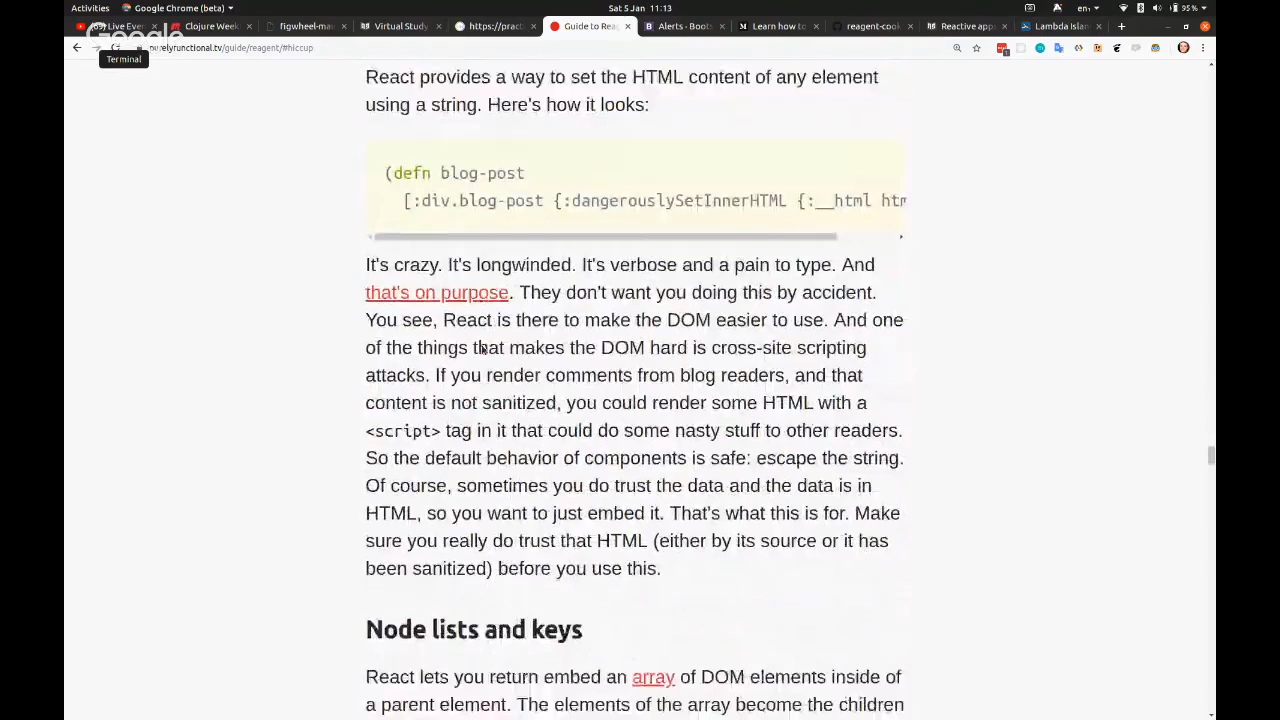 Activities Google Chrome (beta) Sat 5 Jan 11:13 en 95%
Live Ever Clojure Week figwheel-ma Virtual Study https://pract Guide to Rea Alerts · Boots Learn how to reagent-cook Reactive app Lambda Islan
purelyfunctional.tv/guide/reagent/#hiccup
Google
Terminal
React provides a way to set the HTML content of any element
using a string. Here's how it looks:
(defn blog-post
[:div.blog-post {:dangerouslySetInnerHTML {:__html htm
It's crazy. It's longwinded. It's verbose and a pain to type. And
that's on purpose. They don't want you doing this by accident.
You see, React is there to make the DOM easier to use. And one
of the things that makes the DOM hard is cross-site scripting
attacks. If you render comments from blog readers, and that
content is not sanitized, you could render some HTML with a
<script> tag in it that could do some nasty stuff to other readers.
So the default behavior of components is safe: escape the string.
Of course, sometimes you do trust the data and the data is in
HTML, so you want to just embed it. That's what this is for. Make
sure you really do trust that HTML (either by its source or it has
been sanitized) before you use this.
Node lists and keys
React lets you return embed an array of DOM elements inside of
a parent element. The elements of the array become the children